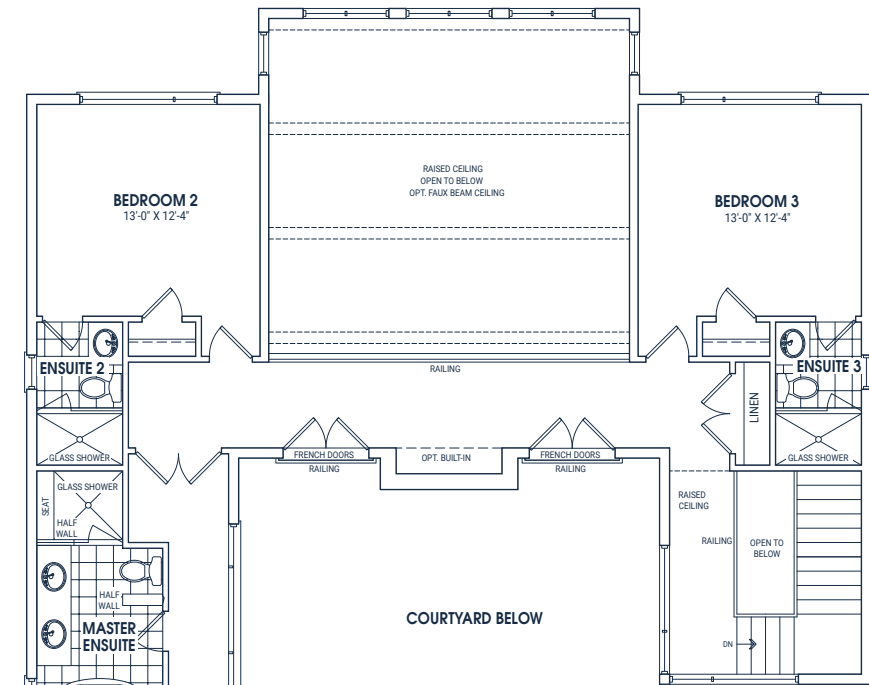 RAISED CEILING
OPEN TO BELOW
OPT. FAUX BEAM CEILING
BEDROOM 2
13'-0" X 12'-4"
BEDROOM 3
13'-0" X 12'-4"
ENSUITE 2
RAILING
ENSUITE 3
LINEN
GLASS SHOWER
FRENCH DOORS
RAILING
OPT. BUILT-IN
FRENCH DOORS
RAILING
GLASS SHOWER
GLASS SHOWER
SEAT
HALF
WALL
RAISED
CEILING
RAILING
OPEN TO
BELOW
HALF
WALL
COURTYARD BELOW
MASTER
ENSUITE
DN